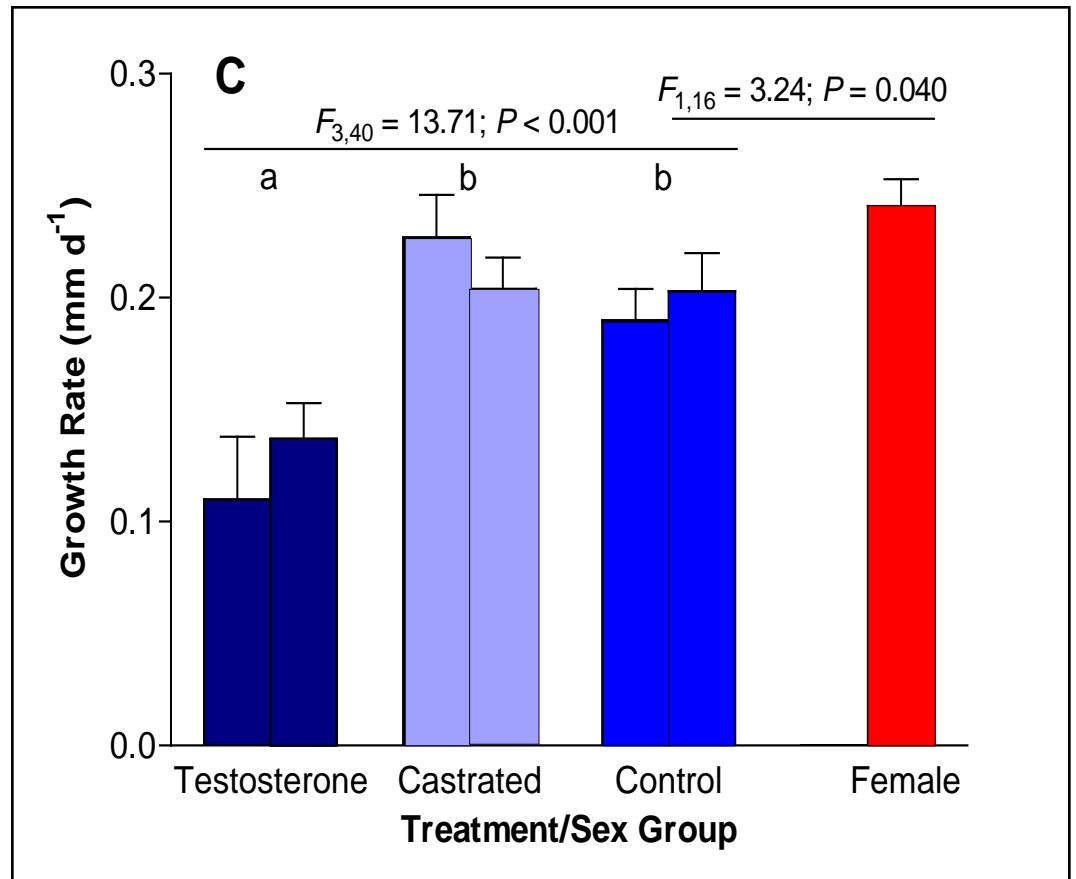 C
F1,16 = 3.24; P = 0.040
F3,40 = 13.71; P < 0.001
a b b
0.3
0.2
0.1
0.0
Growth Rate (mm d-1)
Testosterone Castrated Control Female
Treatment/Sex Group